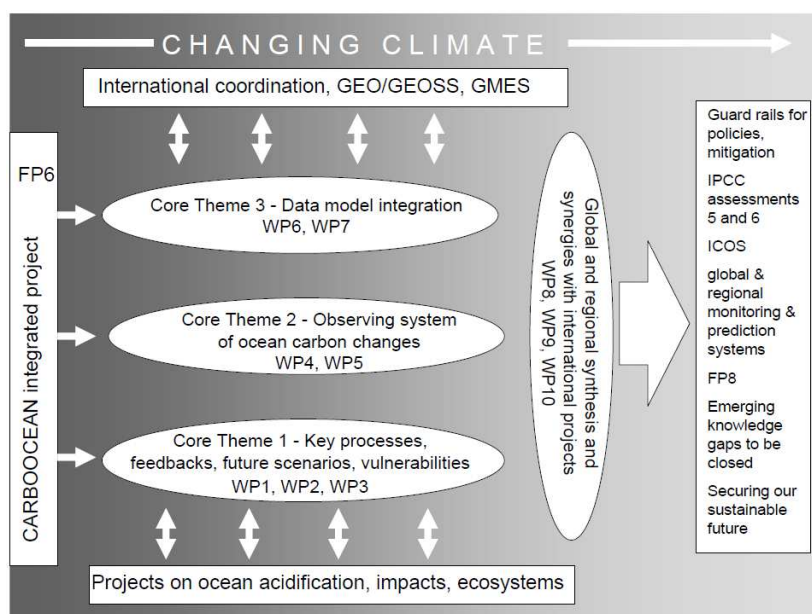 CHANGING CLIMATE
International coordination, GEO/GEOSS, GMES
FP6
CARBOOCEAN integrated project
Core Theme 3 - Data model integration
WP6, WP7
Core Theme 2 - Observing system
of ocean carbon changes
WP4, WP5
Core Theme 1 - Key processes,
feedbacks, future scenarios, vulnerabilities
WP1, WP2, WP3
Projects on ocean acidification, impacts, ecosystems
Global and regional synthesis and
synergies with international projects
WP8, WP9, WP10
Guard rails for
policies,
mitigation
IPCC
assessments
5 and 6
ICOS
global &
regional
monitoring &
prediction
systems
FP8
Emerging
knowledge
gaps to be
closed
Securing our
sustainable
future